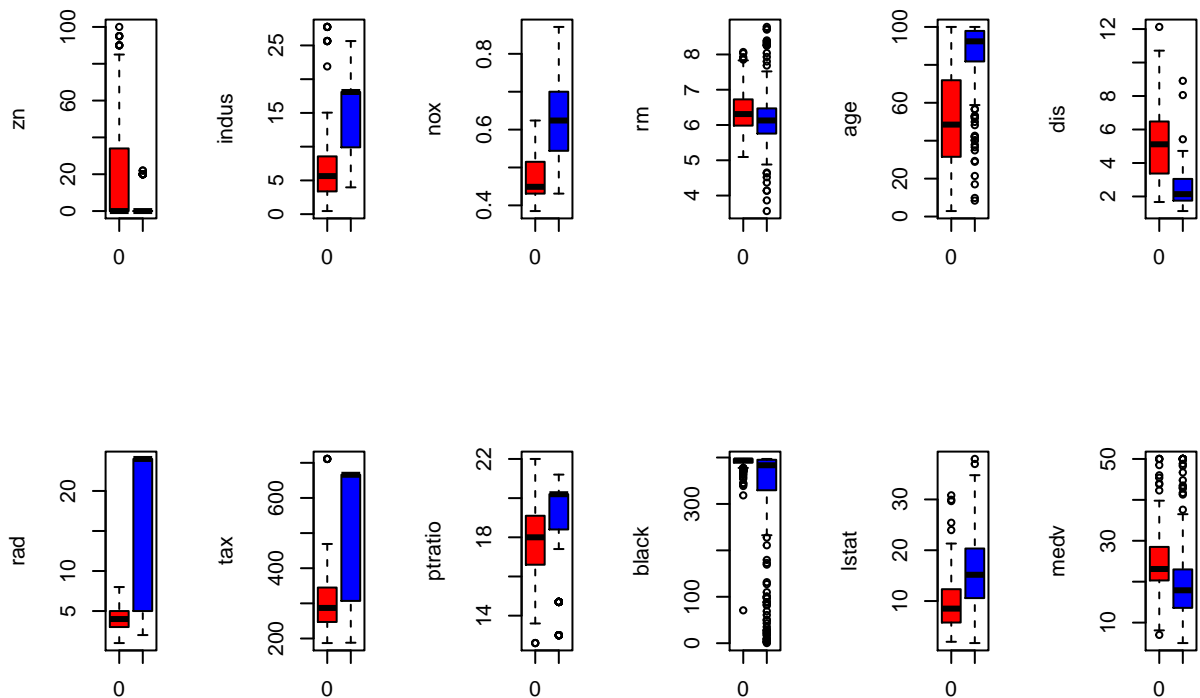 zn
0 20 60 100
0
indus
0 5 15 25
0
nox
0.4 0.6 0.8
0
rm
4 5 6 7 8
0
age
0 40 60 100
0
dis
2 4 6 8 12
0
rad
5 10 20
0
tax
200 400 600
0
ptratio
14 18 22
0
black
0 100 300
0
lstat
10 20 30
0
medv
10 30 50
0